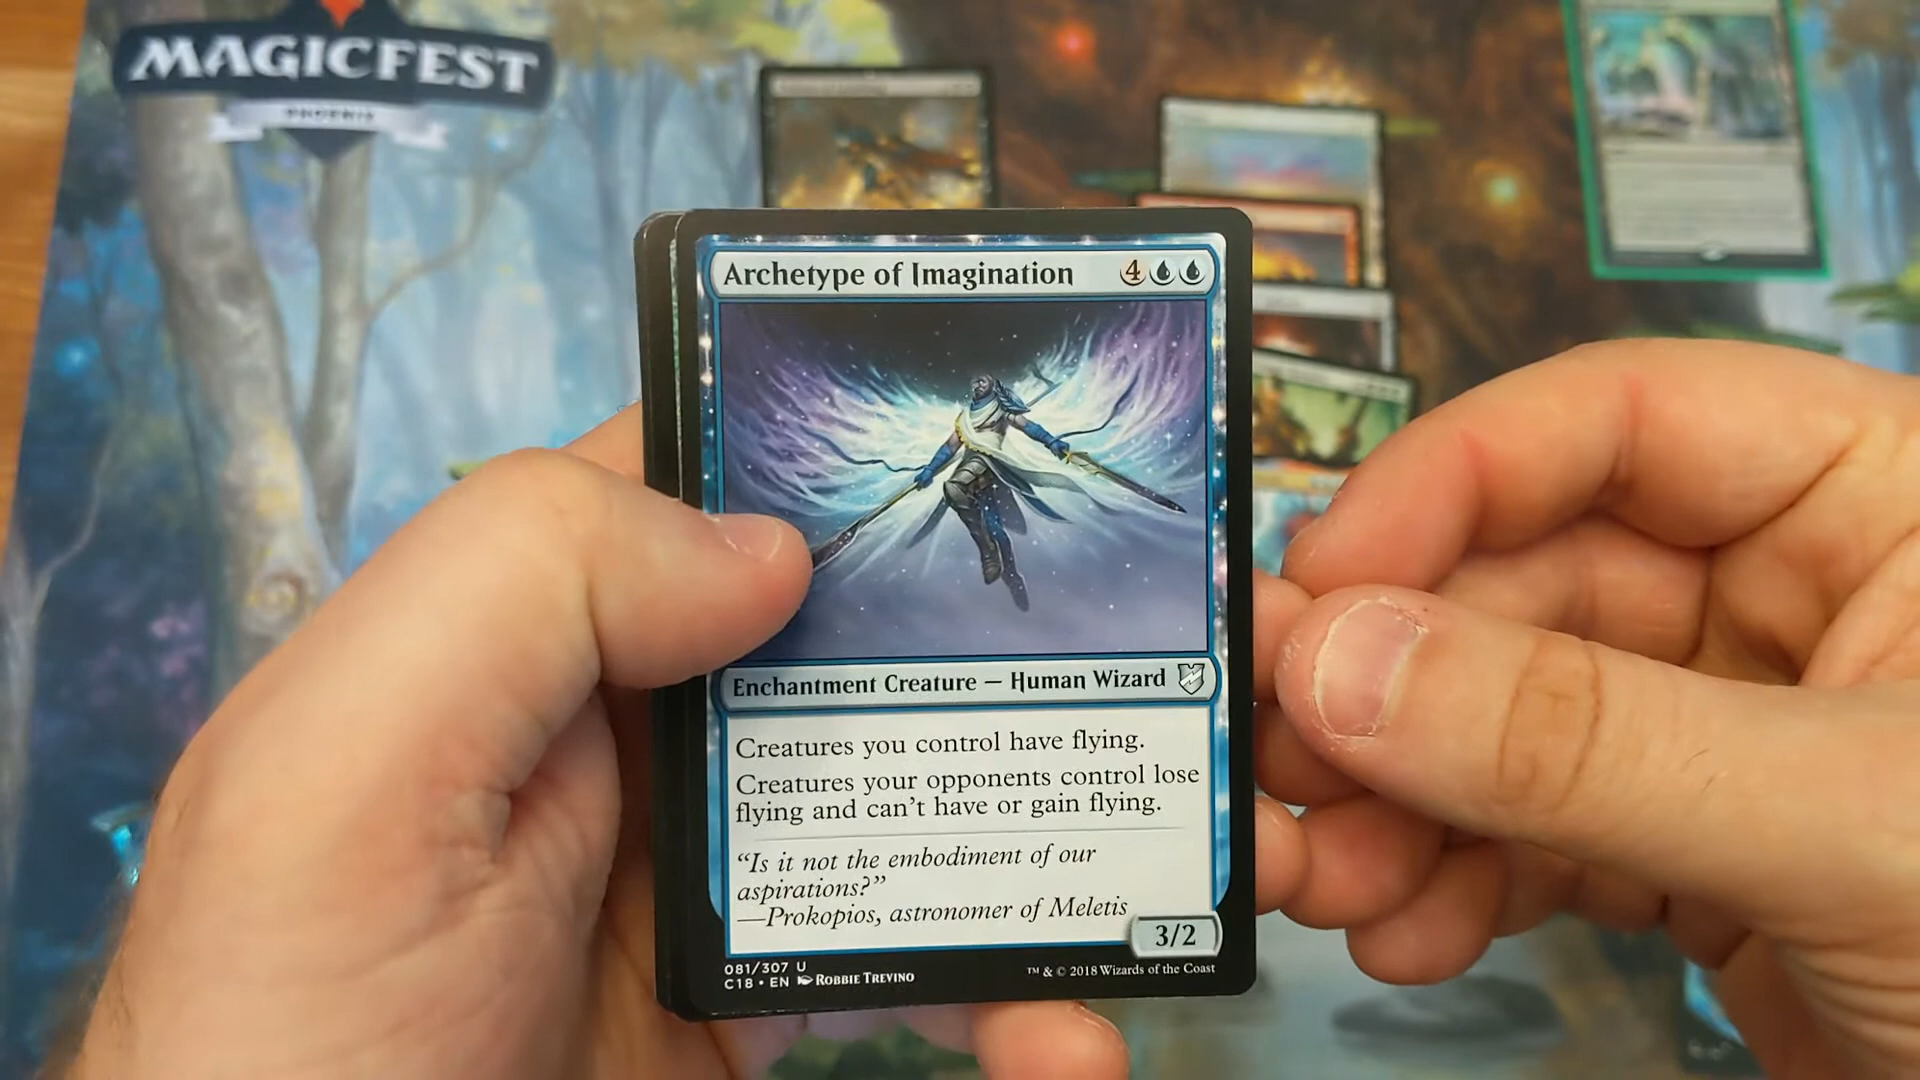 MAGICFEST
PHOENIX
Archetype of Imagination 4
Enchantment Creature — Human Wizard
Creatures you control have flying.
Creatures your opponents control lose
flying and can't have or gain flying.
“Is it not the embodiment of our
aspirations?”
—Prokopios, astronomer of Meletis
3/2
081/307 U
C18 • EN ROBBIE TREVINO
™ & © 2018 Wizards of the Coast